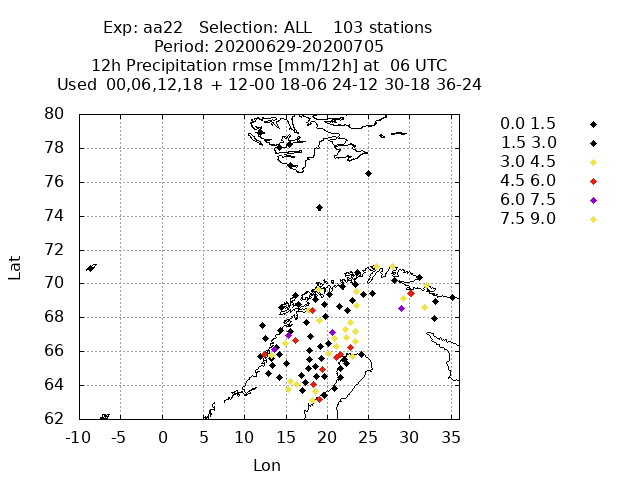 Exp: aa22 Selection: ALL 103 stations
Period: 20200629-20200705
12h Precipitation rmse [mm/12h] at 06 UTC
Used 00,06,12,18 + 12-00 18-06 24-12 30-18 36-24
0.0 1.5
1.5 3.0
3.0 4.5
4.5 6.0
6.0 7.5
7.5 9.0
Lat
80
78
76
74
72
70
68
66
64
62
-10 -5 0 5 10 15 20 25 30 35
Lon